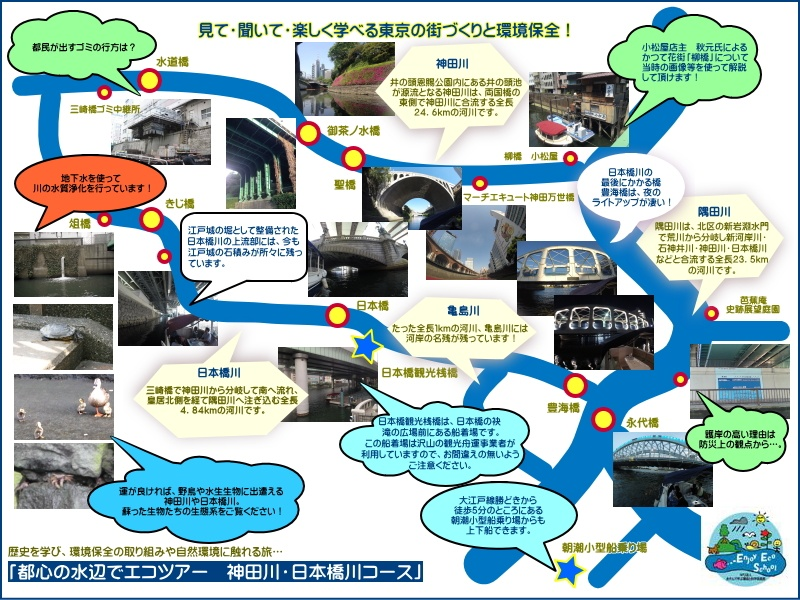 見て・聞いて・楽しく学べる東京の街づくりと環境保全！
都民が出すゴミの行方は？
水道橋
三崎橋ゴミ中継所
神田川
井の頭恩賜公園内にある井の頭池
が源流となる神田川は、両国橋の
東側で神田川に合流する全長
24.6kmの河川です。
小松屋店主　秋元氏による
かつて花街「柳橋」について
当時の画像等を使って解説
して頂けます！
御茶ノ水橋
聖橋
柳橋　小松屋
マーチエキュート神田万世橋
地下水を使って
川の水質浄化を行っています！
俎橋
きじ橋
江戸城の堀として整備された
日本橋川の上流部には、今も
江戸城の石積みが所々に残っ
ています。
日本橋川の
最後にかかる橋
豊海橋は、夜の
ライトアップが凄い！
隅田川
隅田川は、北区の新岩淵水門
で荒川から分岐し新河岸川・
石神井川・神田川・日本橋川
などと合流する全長23.5km
の河川です。
芭蕉庵
史跡展望庭園
日本橋
亀島川
たった全長1kmの河川、亀島川には
河岸の名残が残っています！
日本橋観光桟橋
日本橋川
三崎橋で神田川から分岐して南へ流れ、
皇居北側を経て隅田川へ注ぎ込む全長
4.84kmの河川です。
豊海橋
永代橋
日本橋観光桟橋は、日本橋の袂
滝の広場前にある船着場です。
この船着場は沢山の観光舟運事業者が
利用していますので、お間違えの無いよう
ご注意ください。
護岸の高い理由は
防災上の観点から…。
運が良ければ、野鳥や水生生物に出遭える
神田川や日本橋川。
蘇った生物たちの生態系をご覧ください！
大江戸線勝どきから
徒歩5分のところにある
朝潮小型船乗り場からも
上下船できます。
朝潮小型船乗り場
歴史を学び、環境保全の取り組みや自然環境に触れる旅…
「都心の水辺でエコツアー　神田川・日本橋川コース」
Enjoy Eco
School